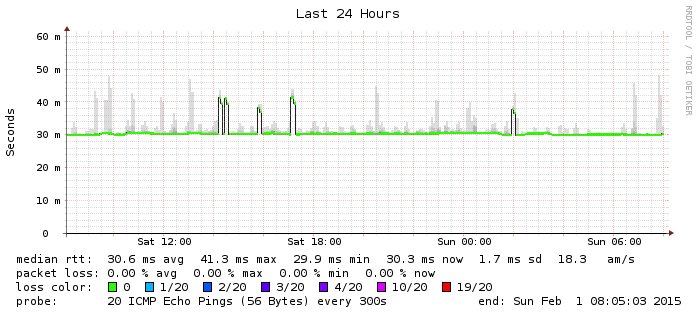 Last 24 Hours
RRDTOOL / TOBI OETIKER
Seconds
60 m
50 m
40 m
30 m
20 m
10 m
0
Sat 12:00 Sat 18:00 Sun 00:00 Sun 06:00
median rtt: 30.6 ms avg 41.3 ms max 29.9 ms min 30.3 ms now 1.7 ms sd 18.3 am/s
packet loss: 0.00 % avg 0.00 % max 0.00 % min 0.00 % now
loss color: 0 1/20 2/20 3/20 4/20 10/20 19/20
probe: 20 ICMP Echo Pings (56 Bytes) every 300s end: Sun Feb 1 08:05:03 2015